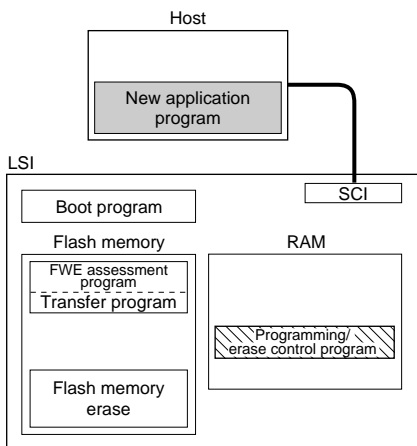 Host
New application
program
LSI
SCI
Boot program
Flash memory
RAM
FWE assessment
program
Transfer program
Programming/
erase control program
Flash memory
erase